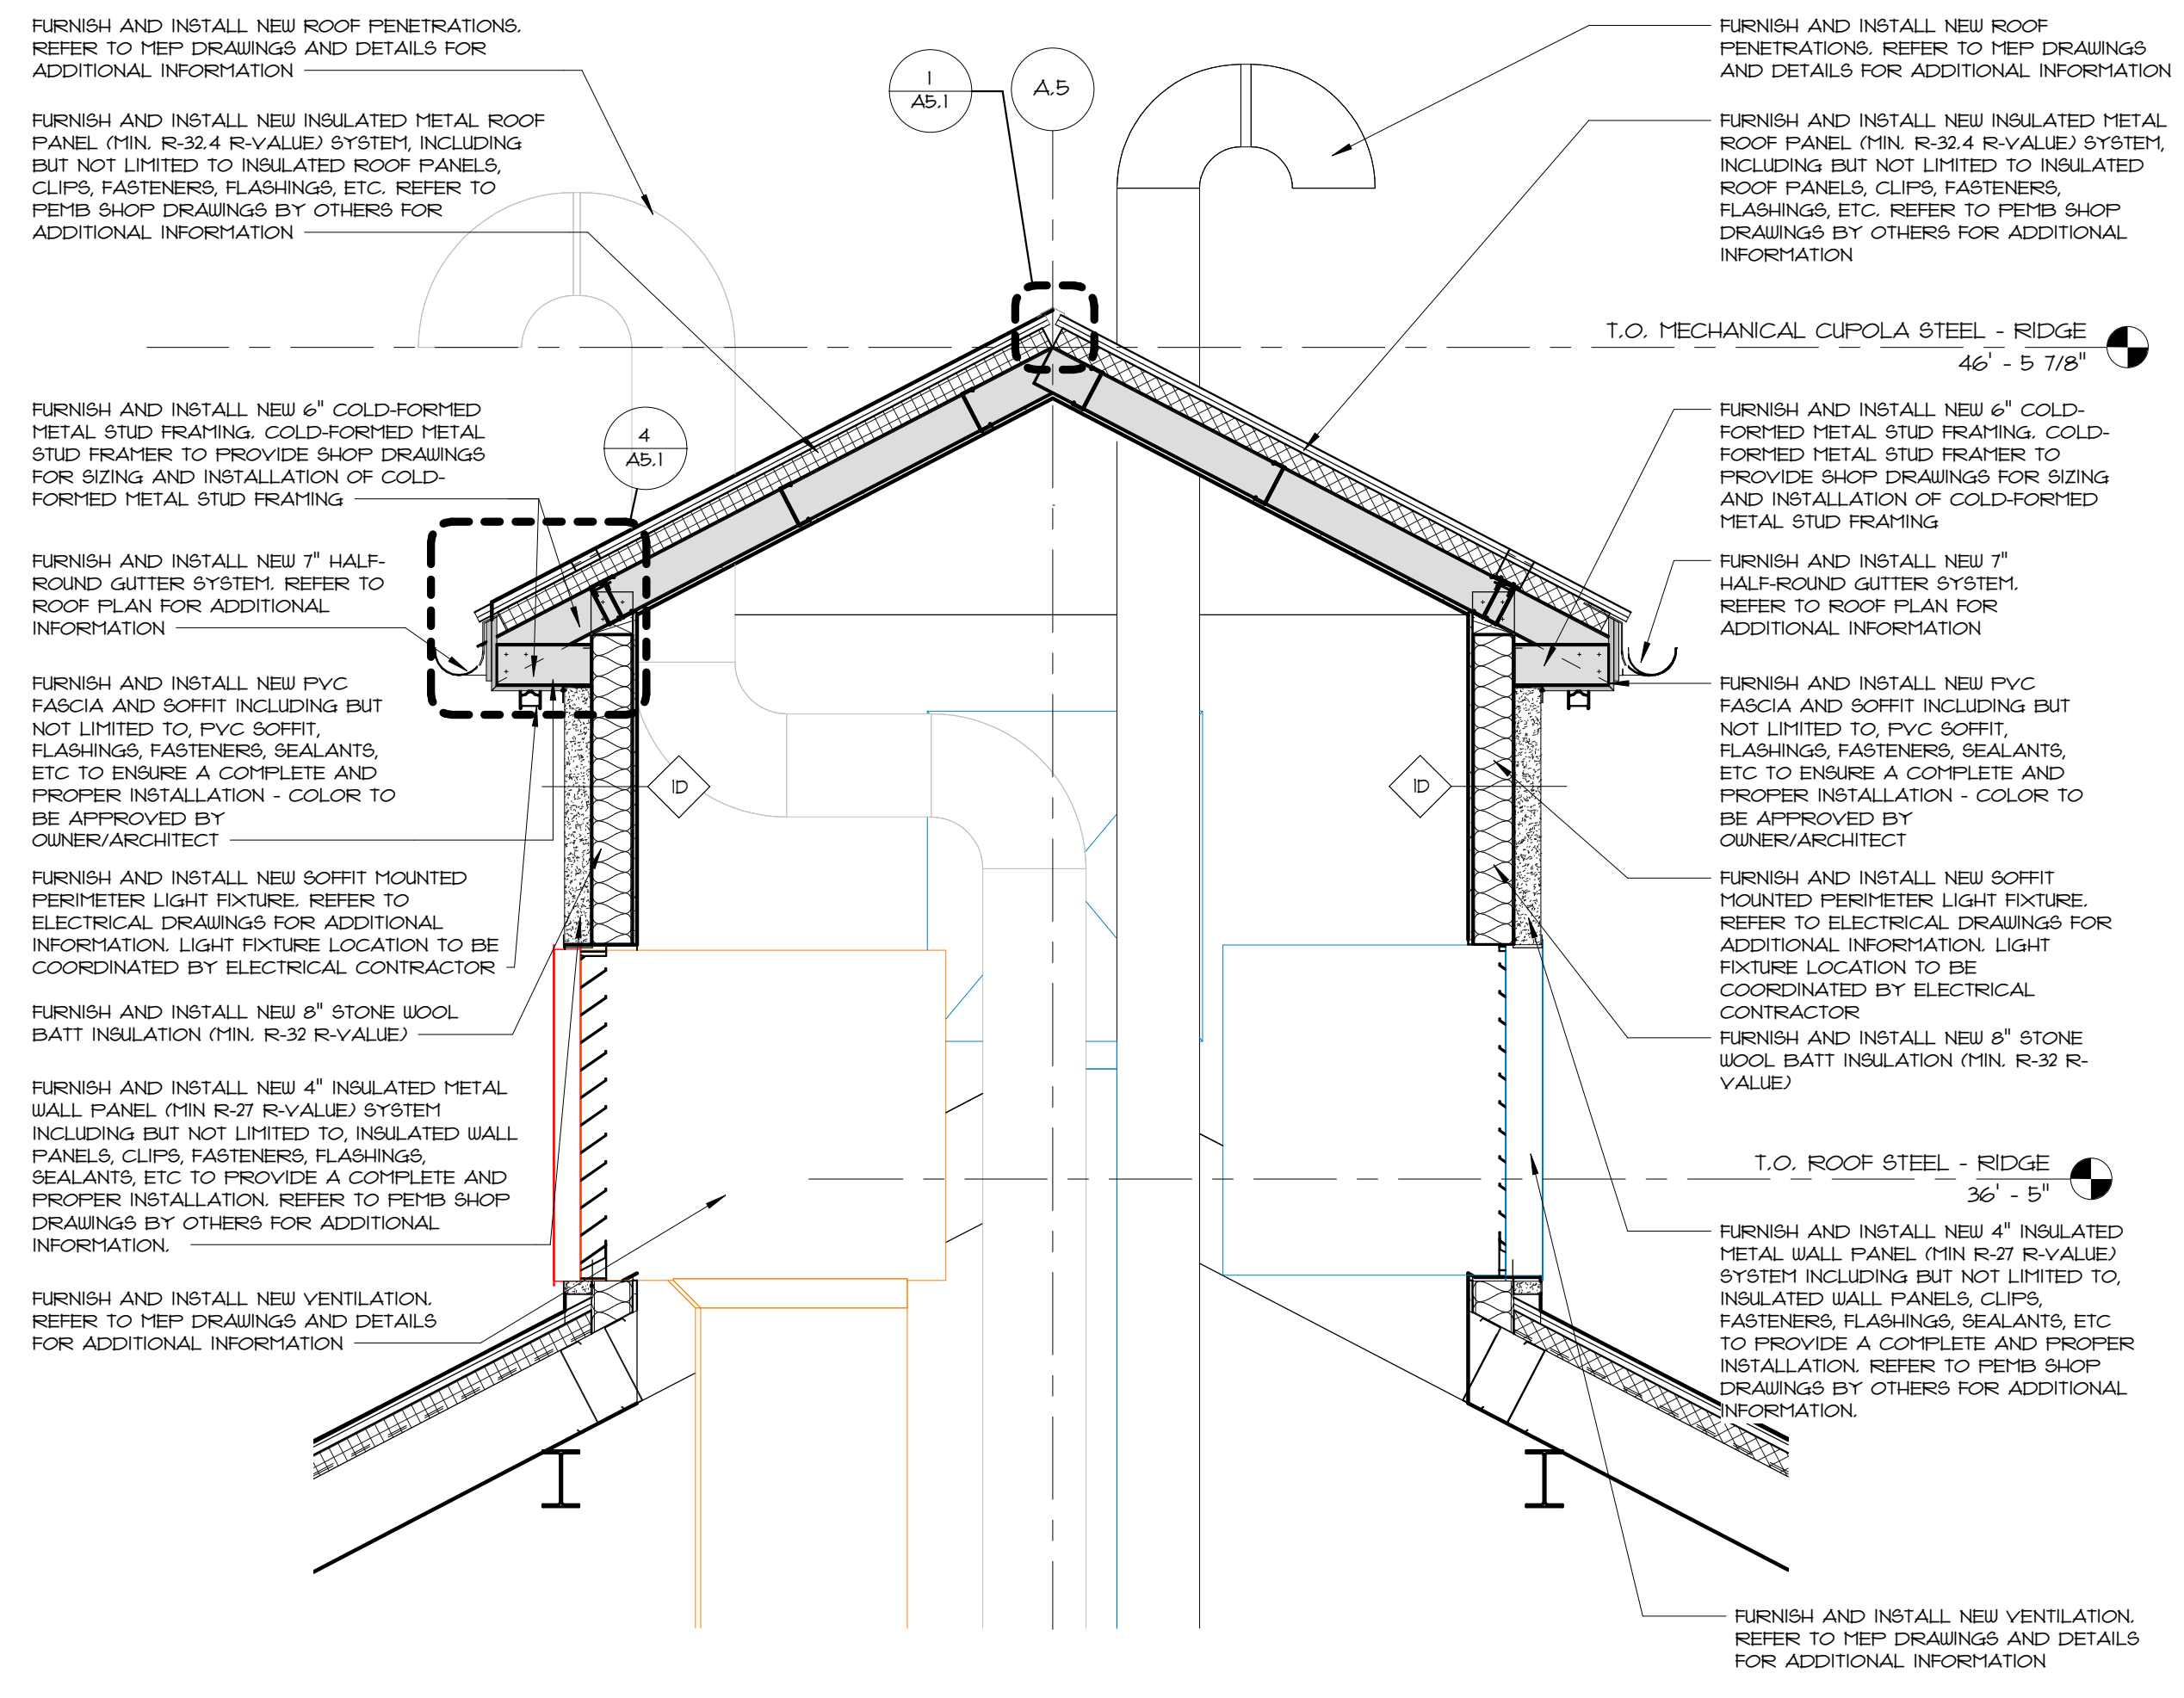 FURNISH AND INSTALL NEW ROOF PENETRATIONS.
REFER TO MEP DRAWINGS AND DETAILS FOR
ADDITIONAL INFORMATION
FURNISH AND INSTALL NEW INSULATED METAL ROOF
PANEL (MIN. R-32.4 R-VALUE) SYSTEM, INCLUDING
BUT NOT LIMITED TO INSULATED ROOF PANELS,
CLIPS, FASTENERS, FLASHINGS, ETC. REFER TO
PEMB SHOP DRAWINGS BY OTHERS FOR
ADDITIONAL INFORMATION
FURNISH AND INSTALL NEW 6" COLD-FORMED
METAL STUD FRAMING. COLD-FORMED METAL
STUD FRAMER TO PROVIDE SHOP DRAWINGS
FOR SIZING AND INSTALLATION OF COLD-
FORMED METAL STUD FRAMING
FURNISH AND INSTALL NEW 7" HALF-
ROUND GUTTER SYSTEM. REFER TO
ROOF PLAN FOR ADDITIONAL
INFORMATION
FURNISH AND INSTALL NEW PVC
FASCIA AND SOFFIT INCLUDING BUT
NOT LIMITED TO, PVC SOFFIT,
FLASHINGS, FASTENERS, SEALANTS,
ETC TO ENSURE A COMPLETE AND
PROPER INSTALLATION - COLOR TO
BE APPROVED BY
OWNER/ARCHITECT
FURNISH AND INSTALL NEW SOFFIT MOUNTED
PERIMETER LIGHT FIXTURE. REFER TO
ELECTRICAL DRAWINGS FOR ADDITIONAL
INFORMATION. LIGHT FIXTURE LOCATION TO BE
COORDINATED BY ELECTRICAL CONTRACTOR
FURNISH AND INSTALL NEW 8" STONE WOOL
BATT INSULATION (MIN. R-32 R-VALUE)
FURNISH AND INSTALL NEW 4" INSULATED METAL
WALL PANEL (MIN R-27 R-VALUE) SYSTEM
INCLUDING BUT NOT LIMITED TO, INSULATED WALL
PANELS, CLIPS, FASTENERS, FLASHINGS,
SEALANTS, ETC TO PROVIDE A COMPLETE AND
PROPER INSTALLATION. REFER TO PEMB SHOP
DRAWINGS BY OTHERS FOR ADDITIONAL
INFORMATION.
FURNISH AND INSTALL NEW VENTILATION.
REFER TO MEP DRAWINGS AND DETAILS
FOR ADDITIONAL INFORMATION
1
A5.1
A.5
4
A5.1
1D
1D
FURNISH AND INSTALL NEW ROOF
PENETRATIONS. REFER TO MEP DRAWINGS
AND DETAILS FOR ADDITIONAL INFORMATION
FURNISH AND INSTALL NEW INSULATED METAL
ROOF PANEL (MIN. R-32.4 R-VALUE) SYSTEM,
INCLUDING BUT NOT LIMITED TO INSULATED
ROOF PANELS, CLIPS, FASTENERS,
FLASHINGS, ETC. REFER TO PEMB SHOP
DRAWINGS BY OTHERS FOR ADDITIONAL
INFORMATION
T.O. MECHANICAL CUPOLA STEEL - RIDGE
46' - 5 7/8"
FURNISH AND INSTALL NEW 6" COLD-
FORMED METAL STUD FRAMING. COLD-
FORMED METAL STUD FRAMER TO
PROVIDE SHOP DRAWINGS FOR SIZING
AND INSTALLATION OF COLD-FORMED
METAL STUD FRAMING
FURNISH AND INSTALL NEW 7"
HALF-ROUND GUTTER SYSTEM.
REFER TO ROOF PLAN FOR
ADDITIONAL INFORMATION
FURNISH AND INSTALL NEW PVC
FASCIA AND SOFFIT INCLUDING BUT
NOT LIMITED TO, PVC SOFFIT,
FLASHINGS, FASTENERS, SEALANTS,
ETC TO ENSURE A COMPLETE AND
PROPER INSTALLATION - COLOR TO
BE APPROVED BY
OWNER/ARCHITECT
FURNISH AND INSTALL NEW SOFFIT
MOUNTED PERIMETER LIGHT FIXTURE.
REFER TO ELECTRICAL DRAWINGS FOR
ADDITIONAL INFORMATION. LIGHT
FIXTURE LOCATION TO BE
COORDINATED BY ELECTRICAL
CONTRACTOR
FURNISH AND INSTALL NEW 8" STONE
WOOL BATT INSULATION (MIN. R-32 R-
VALUE)
T.O. ROOF STEEL - RIDGE
36' - 5"
FURNISH AND INSTALL NEW 4" INSULATED
METAL WALL PANEL (MIN R-27 R-VALUE)
SYSTEM INCLUDING BUT NOT LIMITED TO,
INSULATED WALL PANELS, CLIPS,
FASTENERS, FLASHINGS, SEALANTS, ETC
TO PROVIDE A COMPLETE AND PROPER
INSTALLATION. REFER TO PEMB SHOP
DRAWINGS BY OTHERS FOR ADDITIONAL
INFORMATION.
FURNISH AND INSTALL NEW VENTILATION.
REFER TO MEP DRAWINGS AND DETAILS
FOR ADDITIONAL INFORMATION